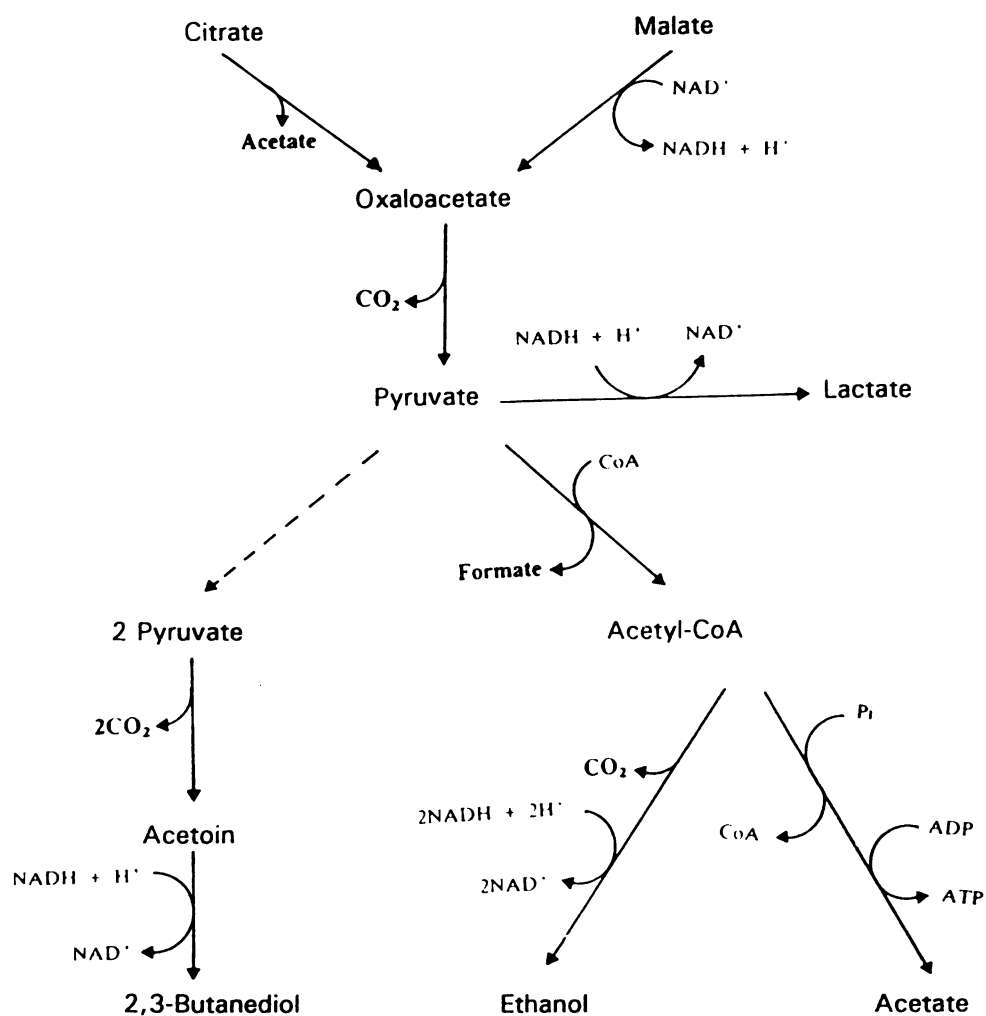 Citrate
Malate
NAD⁺
Acetate
NADH + H⁺
Oxaloacetate
CO₂
NADH + H⁺
NAD⁺
Pyruvate
Lactate
CoA
Formate
2 Pyruvate
Acetyl-CoA
2CO₂
Pi
CO₂
2NADH + 2H⁺
CoA
ADP
Acetoin
NADH + H⁺
2NAD⁺
ATP
NAD⁺
2,3-Butanediol
Ethanol
Acetate